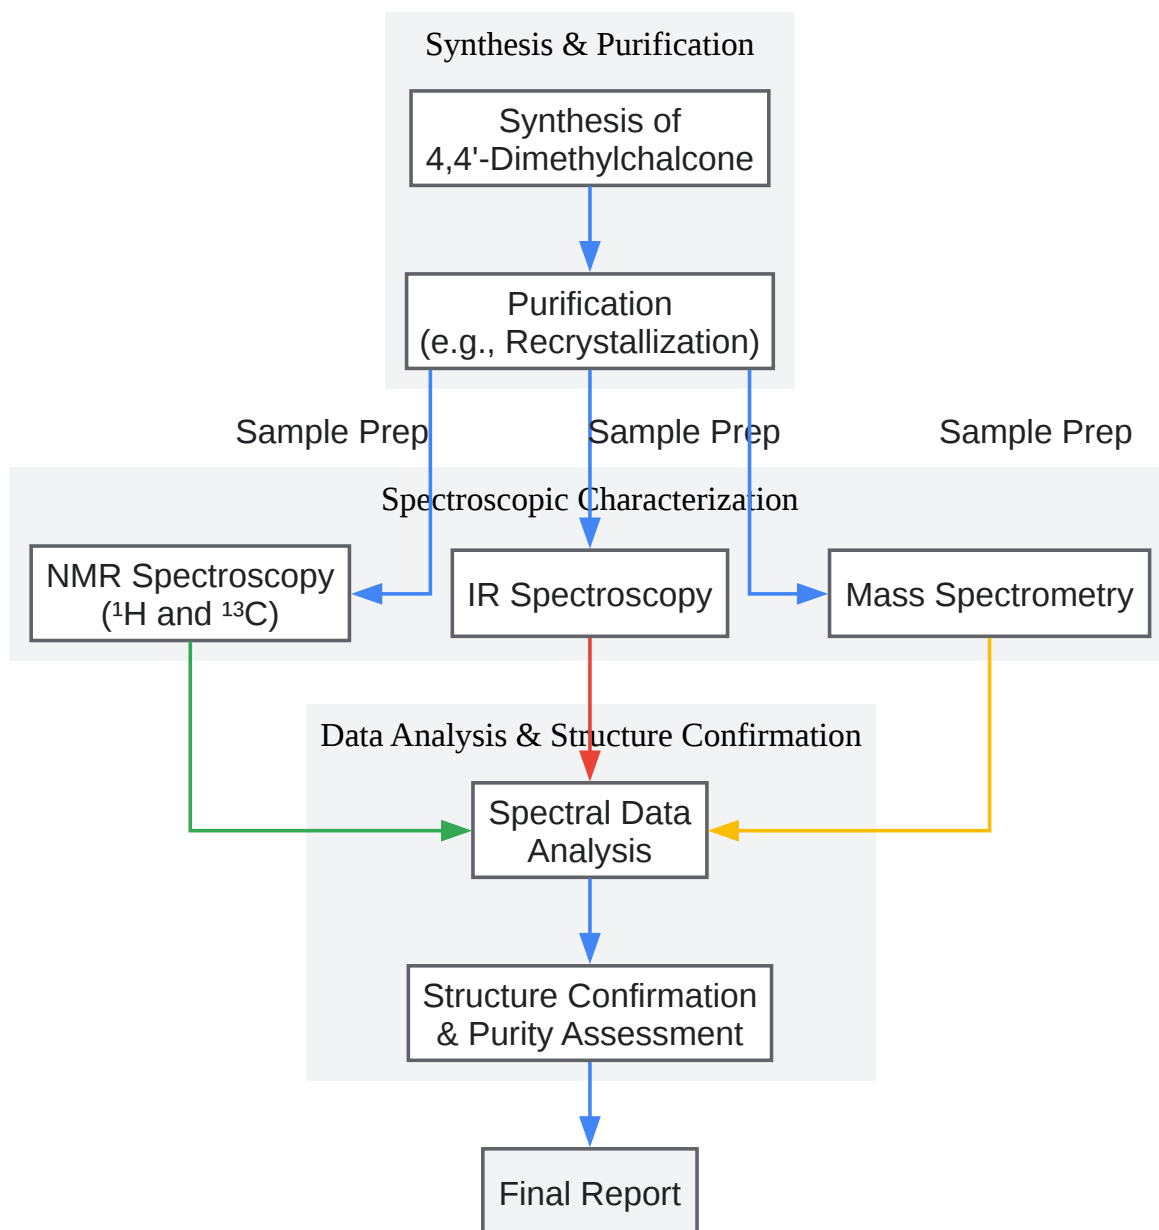 Synthesis & Purification
Synthesis of
4,4'-Dimethylchalcone
Purification
(e.g., Recrystallization)
Sample Prep
Sample Prep
Sample Prep
Spectroscopic Characterization
NMR Spectroscopy
(¹H and ¹³C)
IR Spectroscopy
Mass Spectrometry
Data Analysis & Structure Confirmation
Spectral Data
Analysis
Structure Confirmation
& Purity Assessment
Final Report